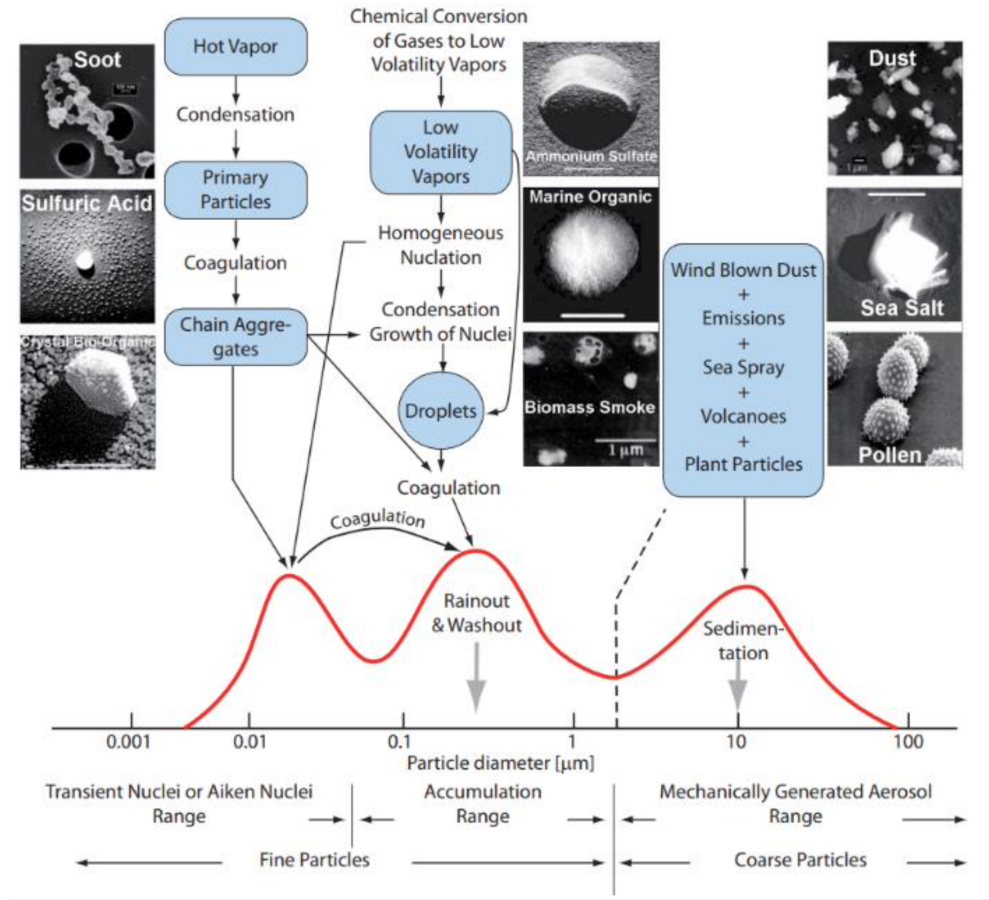 Soot
100 nm
Sulfuric Acid
Crystal Bio-Organic
Hot Vapor
Condensation
Primary
Particles
Coagulation
Chain Aggre-
gates
Chemical Conversion
of Gases to Low
Volatility Vapors
Low
Volatility
Vapors
Homogeneous
Nuclation
Condensation
Growth of Nuclei
Droplets
Coagulation
Ammonium Sulfate
Marine Organic
Biomass Smoke
1 µm
Wind Blown Dust
+
Emissions
+
Sea Spray
+
Volcanoes
+
Plant Particles
Dust
1 µm
Sea Salt
Pollen
Coagulation
Rainout
& Washout
Sedimen-
tation
0.001
0.01
0.1
1
10
100
Particle diameter [µm]
Transient Nuclei or Aiken Nuclei
Range
Accumulation
Range
Mechanically Generated Aerosol
Range
Fine Particles
Coarse Particles